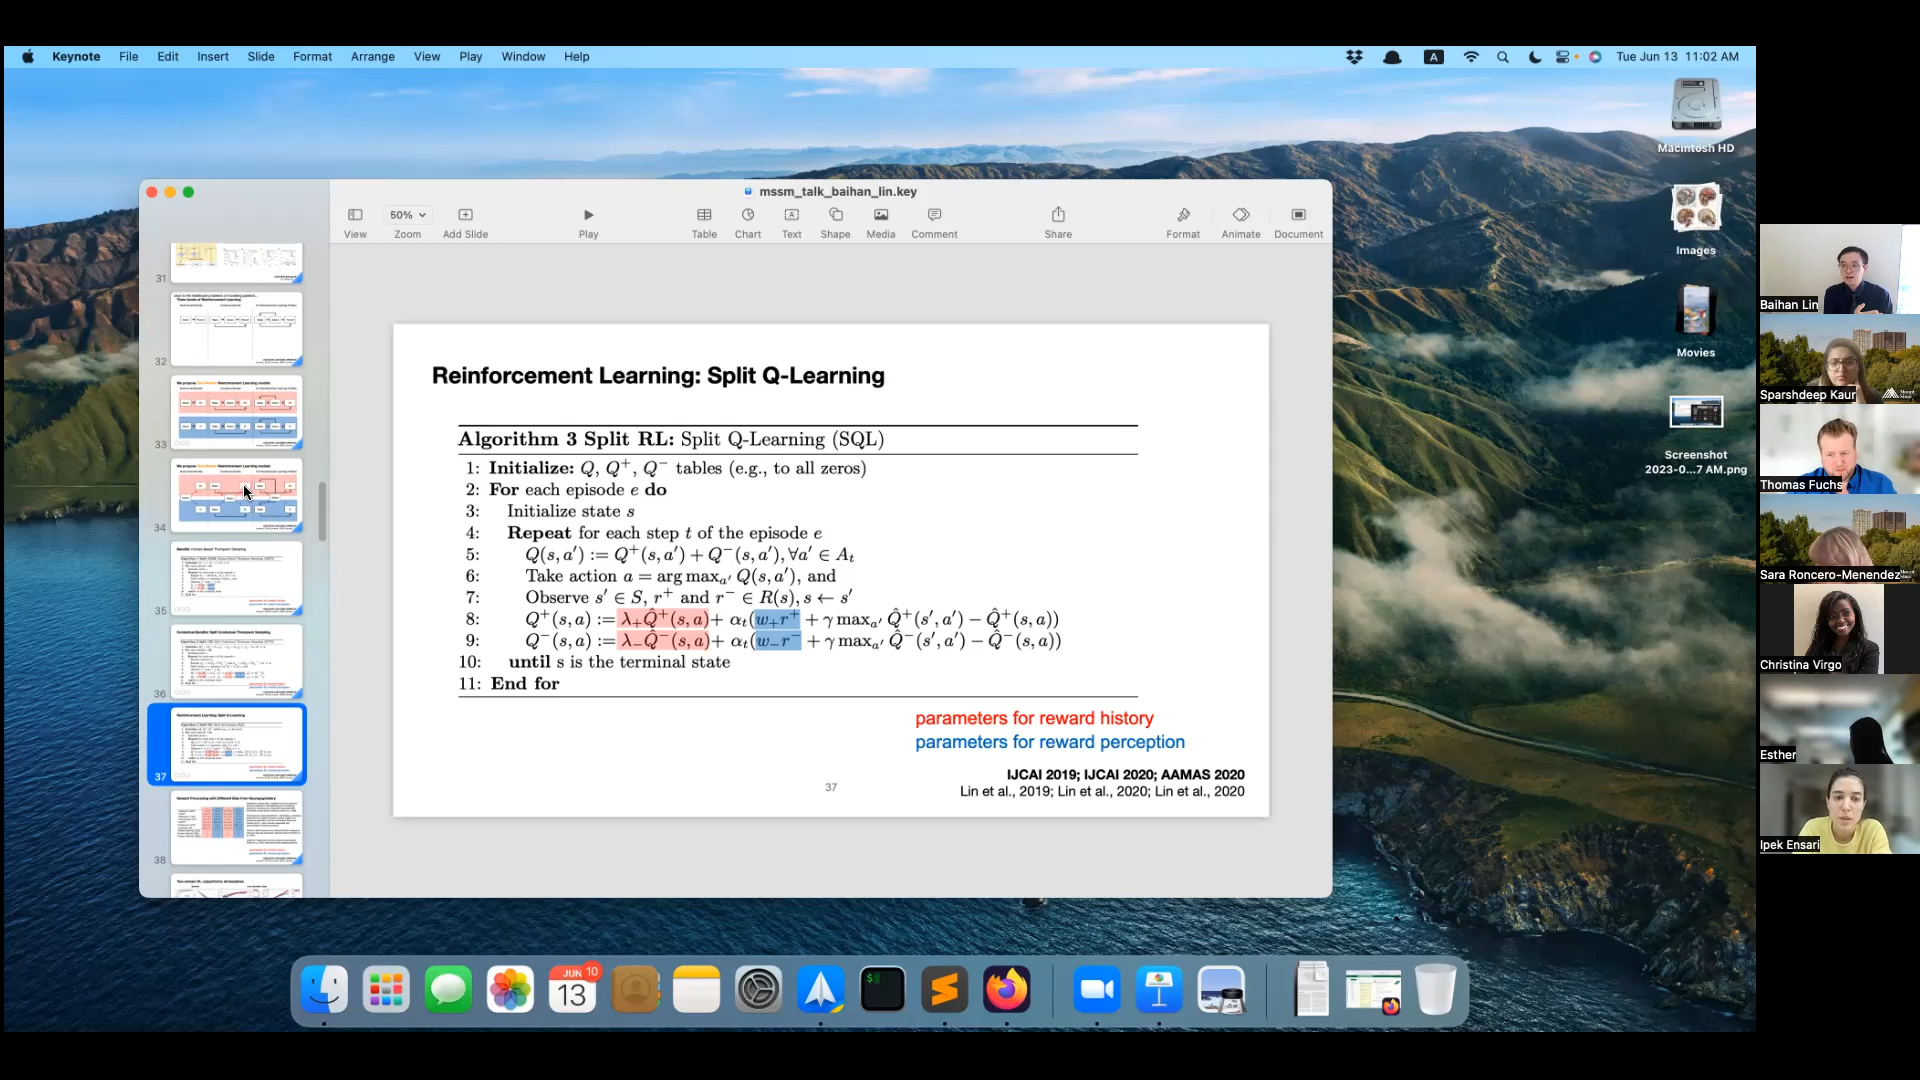 Keynote File Edit Insert Slide Format Arrange View Play Window Help
A
Tue Jun 13 11:02 AM
Macintosh HD
Images
Movies
Screenshot
2023-0...7 AM.png
mssm_talk_baihan_lin.key
50%
View Zoom Add Slide Play Table Chart Text Shape Media Comment Share Format Animate Document
31
32
33
34
35
36
37
38
Reinforcement Learning: Split Q-Learning
Algorithm 3 Split RL: Split Q-Learning (SQL)
1: Initialize: Q, Q⁺, Q⁻ tables (e.g., to all zeros)
2: For each episode e do
3: Initialize state s
4: Repeat for each step t of the episode e
5: Q(s, a′) := Q⁺(s, a′) + Q⁻(s, a′), ∀a′ ∈ Aₜ
6: Take action a = arg maxₐ′ Q(s, a′), and
7: Observe s′ ∈ S, r⁺ and r⁻ ∈ R(s), s ← s′
8: Q⁺(s, a) := λ₊Q̂⁺(s, a)+ αₜ(w₊r⁺ + γ maxₐ′ Q̂⁺(s′, a′) − Q̂⁺(s, a))
9: Q⁻(s, a) := λ₋Q̂⁻(s, a)+ αₜ(w₋r⁻ + γ maxₐ′ Q̂⁻(s′, a′) − Q̂⁻(s, a))
10: until s is the terminal state
11: End for
parameters for reward history
parameters for reward perception
IJCAI 2019; IJCAI 2020; AAMAS 2020
37
Lin et al., 2019; Lin et al., 2020; Lin et al., 2020
Baihan Lin
Sparshdeep Kaur
Thomas Fuchs
Sara Roncero-Menendez
Christina Virgo
Esther
Ipek Ensari
JUN 10
13